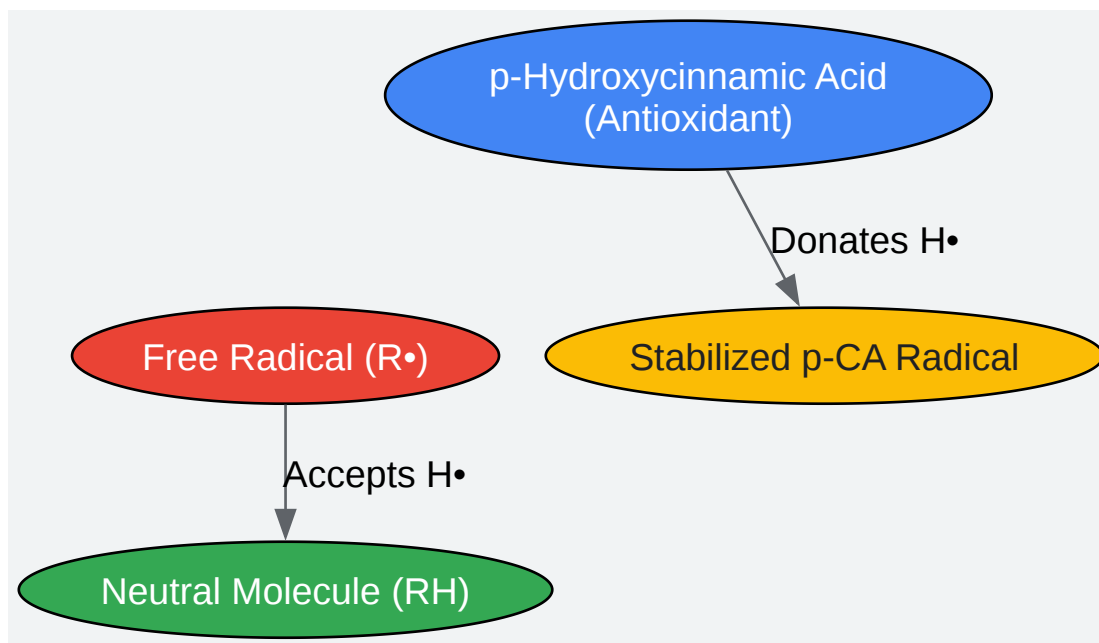 p-Hydroxycinnamic Acid
(Antioxidant)
Donates H•
Free Radical (R•)
Stabilized p-CA Radical
Accepts H•
Neutral Molecule (RH)